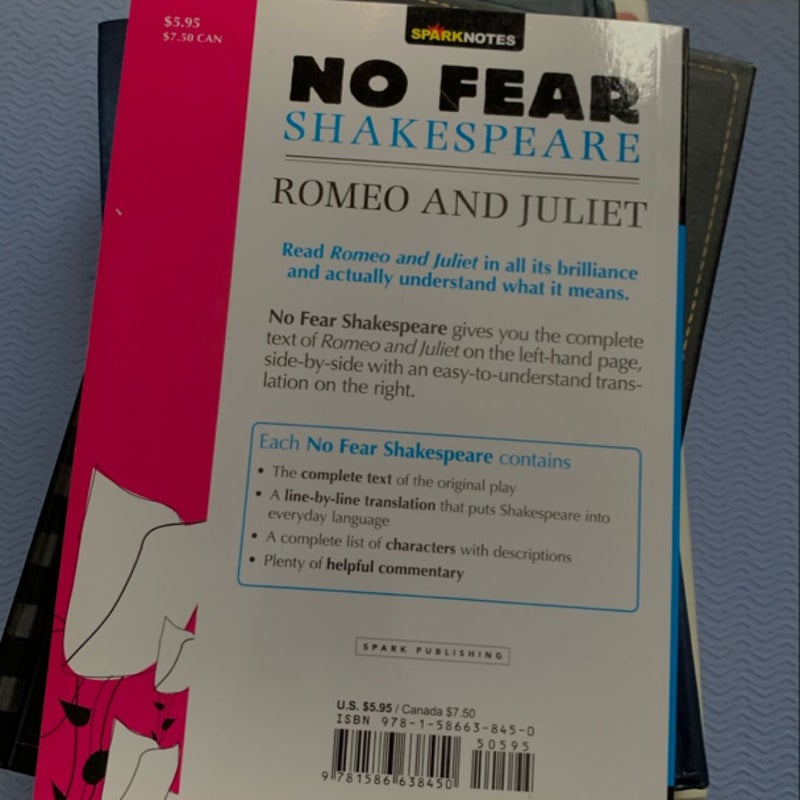 $5.95
$7.50 CAN
SPARKNOTES
NO FEAR
SHAKESPEARE
ROMEO AND JULIET
Read Romeo and Juliet in all its brilliance
and actually understand what it means.
No Fear Shakespeare gives you the complete
text of Romeo and Juliet on the left-hand page,
side-by-side with an easy-to-understand trans-
lation on the right.
Each No Fear Shakespeare contains
• The complete text of the original play
• A line-by-line translation that puts Shakespeare into
everyday language
• A complete list of characters with descriptions
• Plenty of helpful commentary
SPARK PUBLISHING
U.S. $5.95 / Canada $7.50
ISBN 978-1-58663-845-0
50595
9 781586 638450